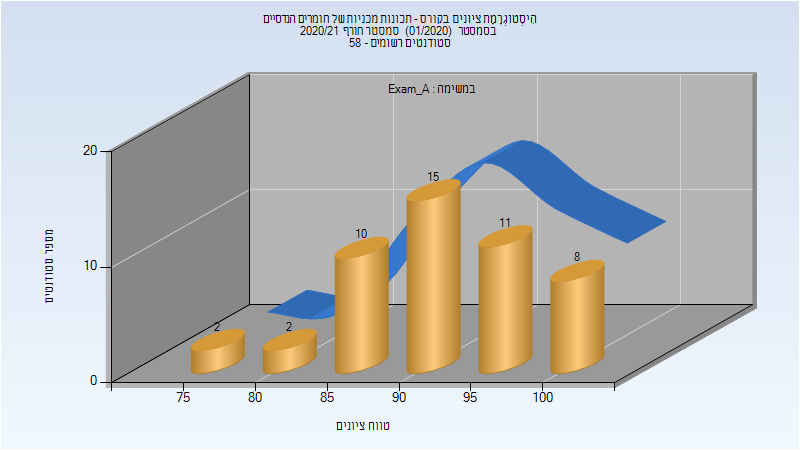 היסטוגרמת ציונים בקורס - תכונות מכניות של חומרים הנדסיים
בסמסטר (01/2020) סמסטר חורף 2020/21
סטודנטים רשומים - 58
במשימה : Exam_A
20
10
0
מספר סטודנטים
2
2
10
15
11
8
75
80
85
90
95
100
טווח ציונים